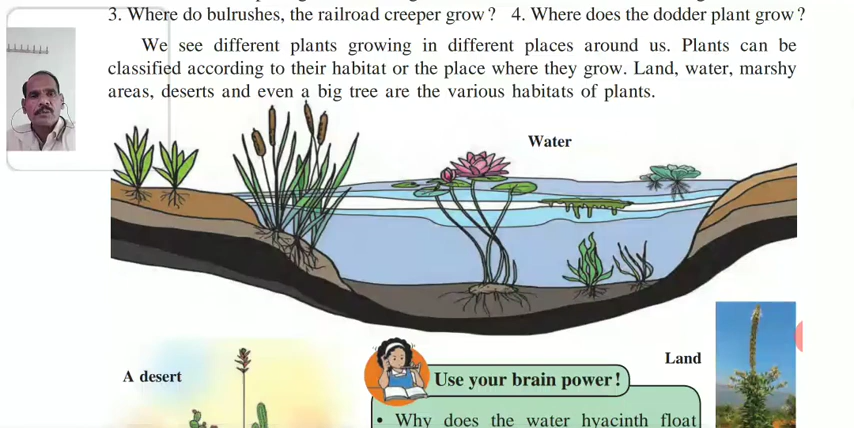 3. Where do bulrushes, the railroad creeper grow? 4. Where does the dodder plant grow?
We see different plants growing in different places around us. Plants can be
classified according to their habitat or the place where they grow. Land, water, marshy
areas, deserts and even a big tree are the various habitats of plants.
Water
Land
A desert
Use your brain power!
• Why does the water hyacinth float